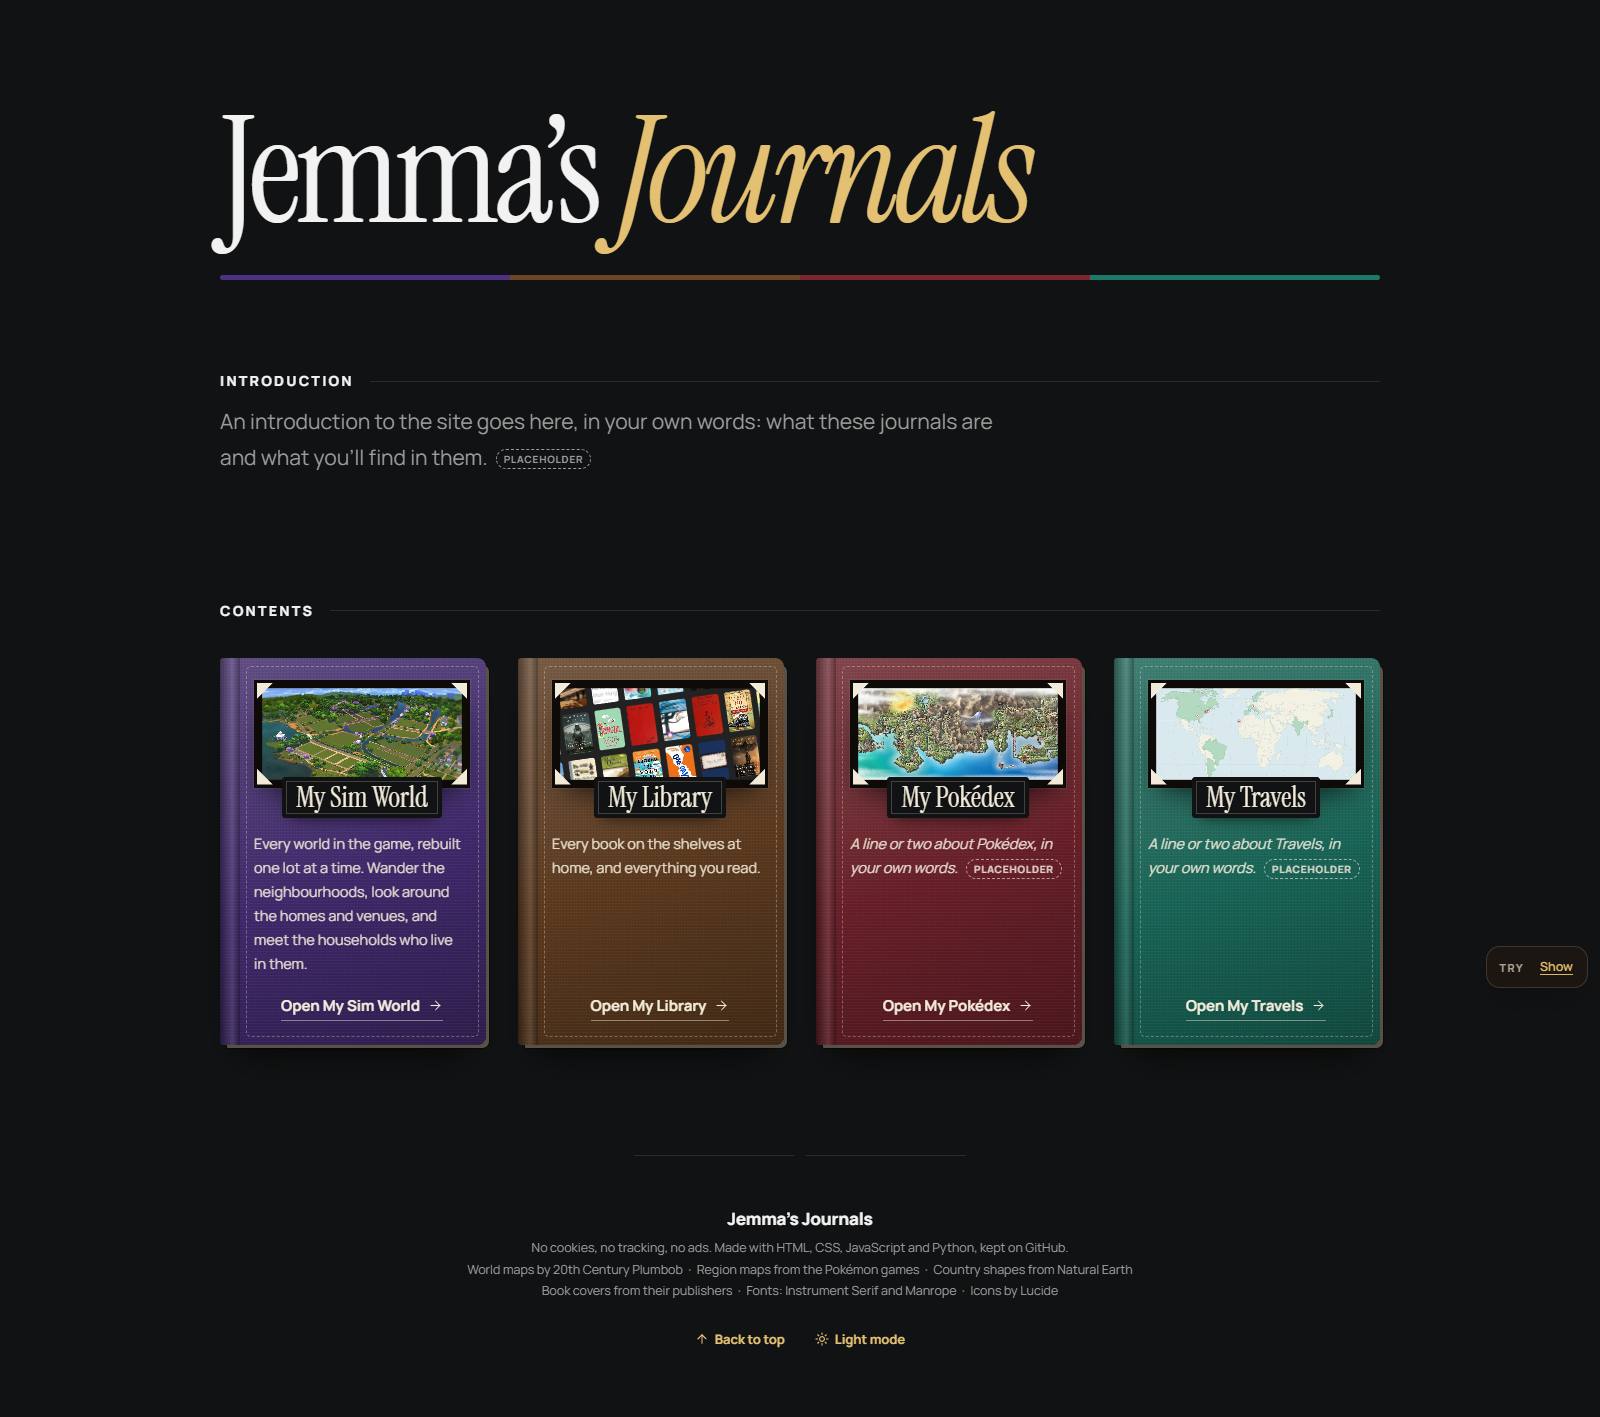 Jemma’s Journals
INTRODUCTION
An introduction to the site goes here, in your own words: what these journals are
and what you’ll find in them. PLACEHOLDER
CONTENTS
My Sim World
Every world in the game, rebuilt
one lot at a time. Wander the
neighbourhoods, look around
the homes and venues, and
meet the households who live
in them.
Open My Sim World →
My Library
Every book on the shelves at
home, and everything you read.
Open My Library →
My Pokédex
A line or two about Pokédex, in
your own words. PLACEHOLDER
Open My Pokédex →
My Travels
A line or two about Travels, in
your own words. PLACEHOLDER
Open My Travels →
TRY Show
Jemma’s Journals
No cookies, no tracking, no ads. Made with HTML, CSS, JavaScript and Python, kept on GitHub.
World maps by 20th Century Plumbob · Region maps from the Pokémon games · Country shapes from Natural Earth
Book covers from their publishers · Fonts: Instrument Serif and Manrope · Icons by Lucide
↑ Back to top
Light mode